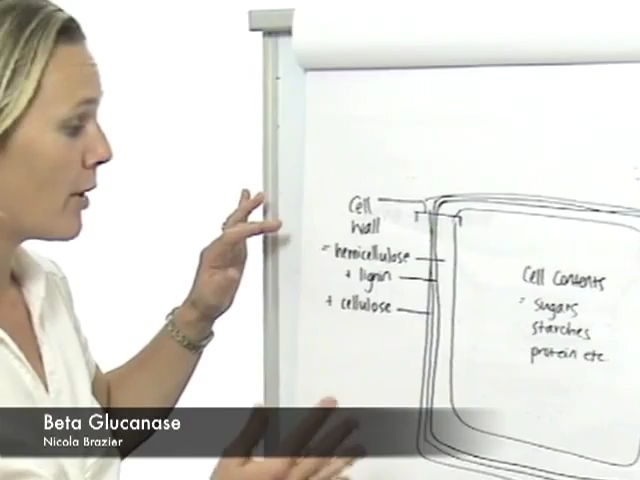 Cell
Wall
= hemicellulose
+ lignin
+ cellulose
Cell Contents
= sugars
starches
protein etc
Beta Glucanase
Nicola Brazier